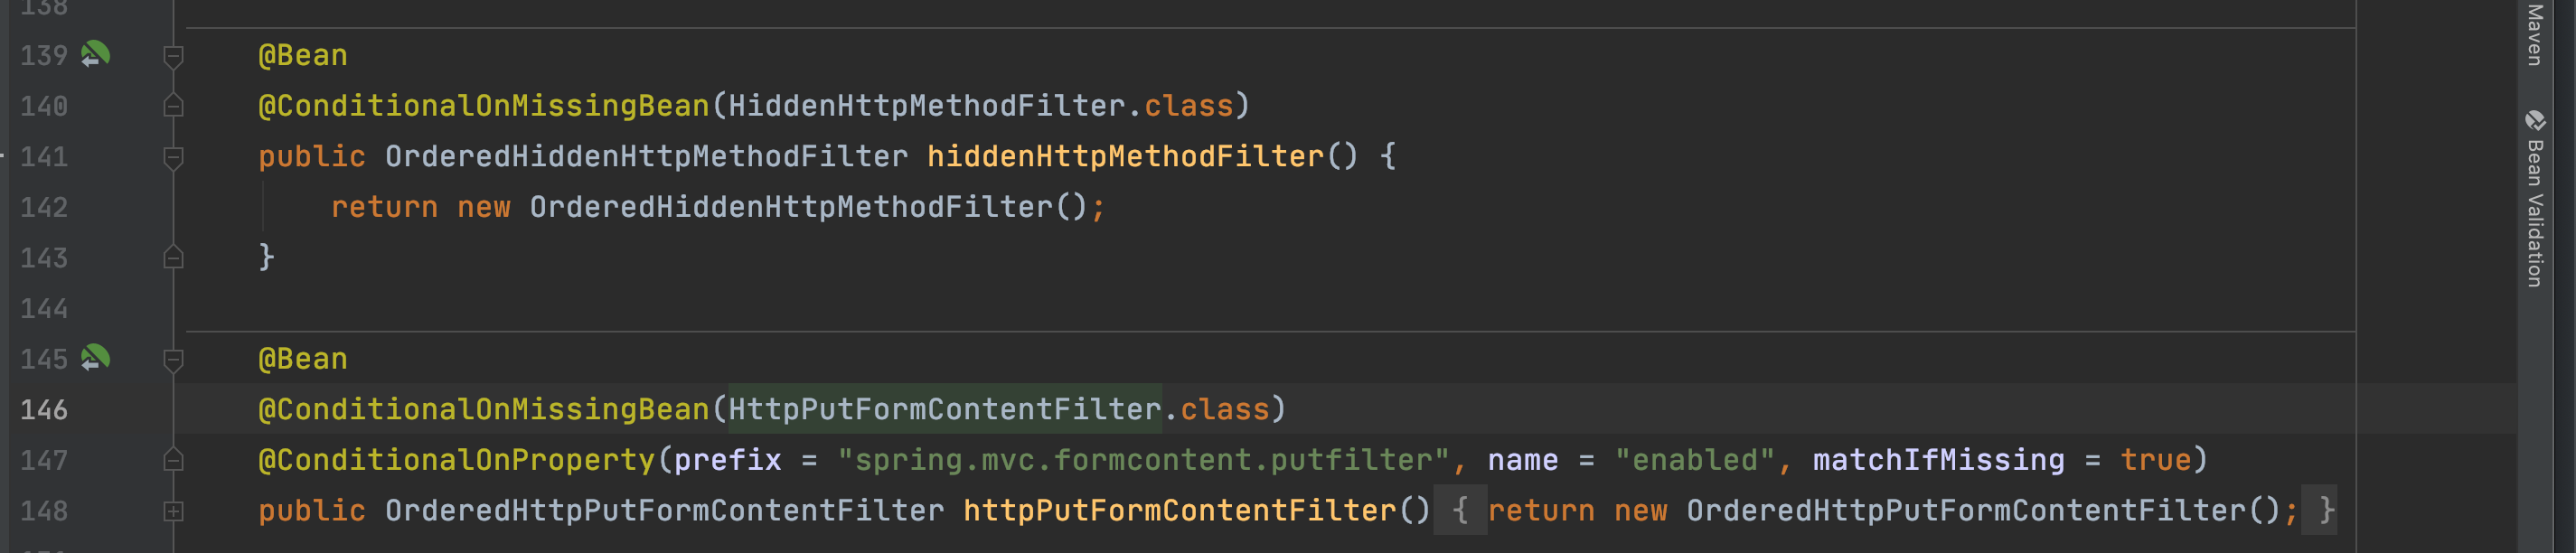 138
139 @Bean
140 @ConditionalOnMissingBean(HiddenHttpMethodFilter.class)
141 public OrderedHiddenHttpMethodFilter hiddenHttpMethodFilter() {
142 return new OrderedHiddenHttpMethodFilter();
143 }
144
145 @Bean
146 @ConditionalOnMissingBean(HttpPutFormContentFilter.class)
147 @ConditionalOnProperty(prefix = "spring.mvc.formcontent.putfilter", name = "enabled", matchIfMissing = true)
148 public OrderedHttpPutFormContentFilter httpPutFormContentFilter() { return new OrderedHttpPutFormContentFilter(); }
Maven
Bean Validation